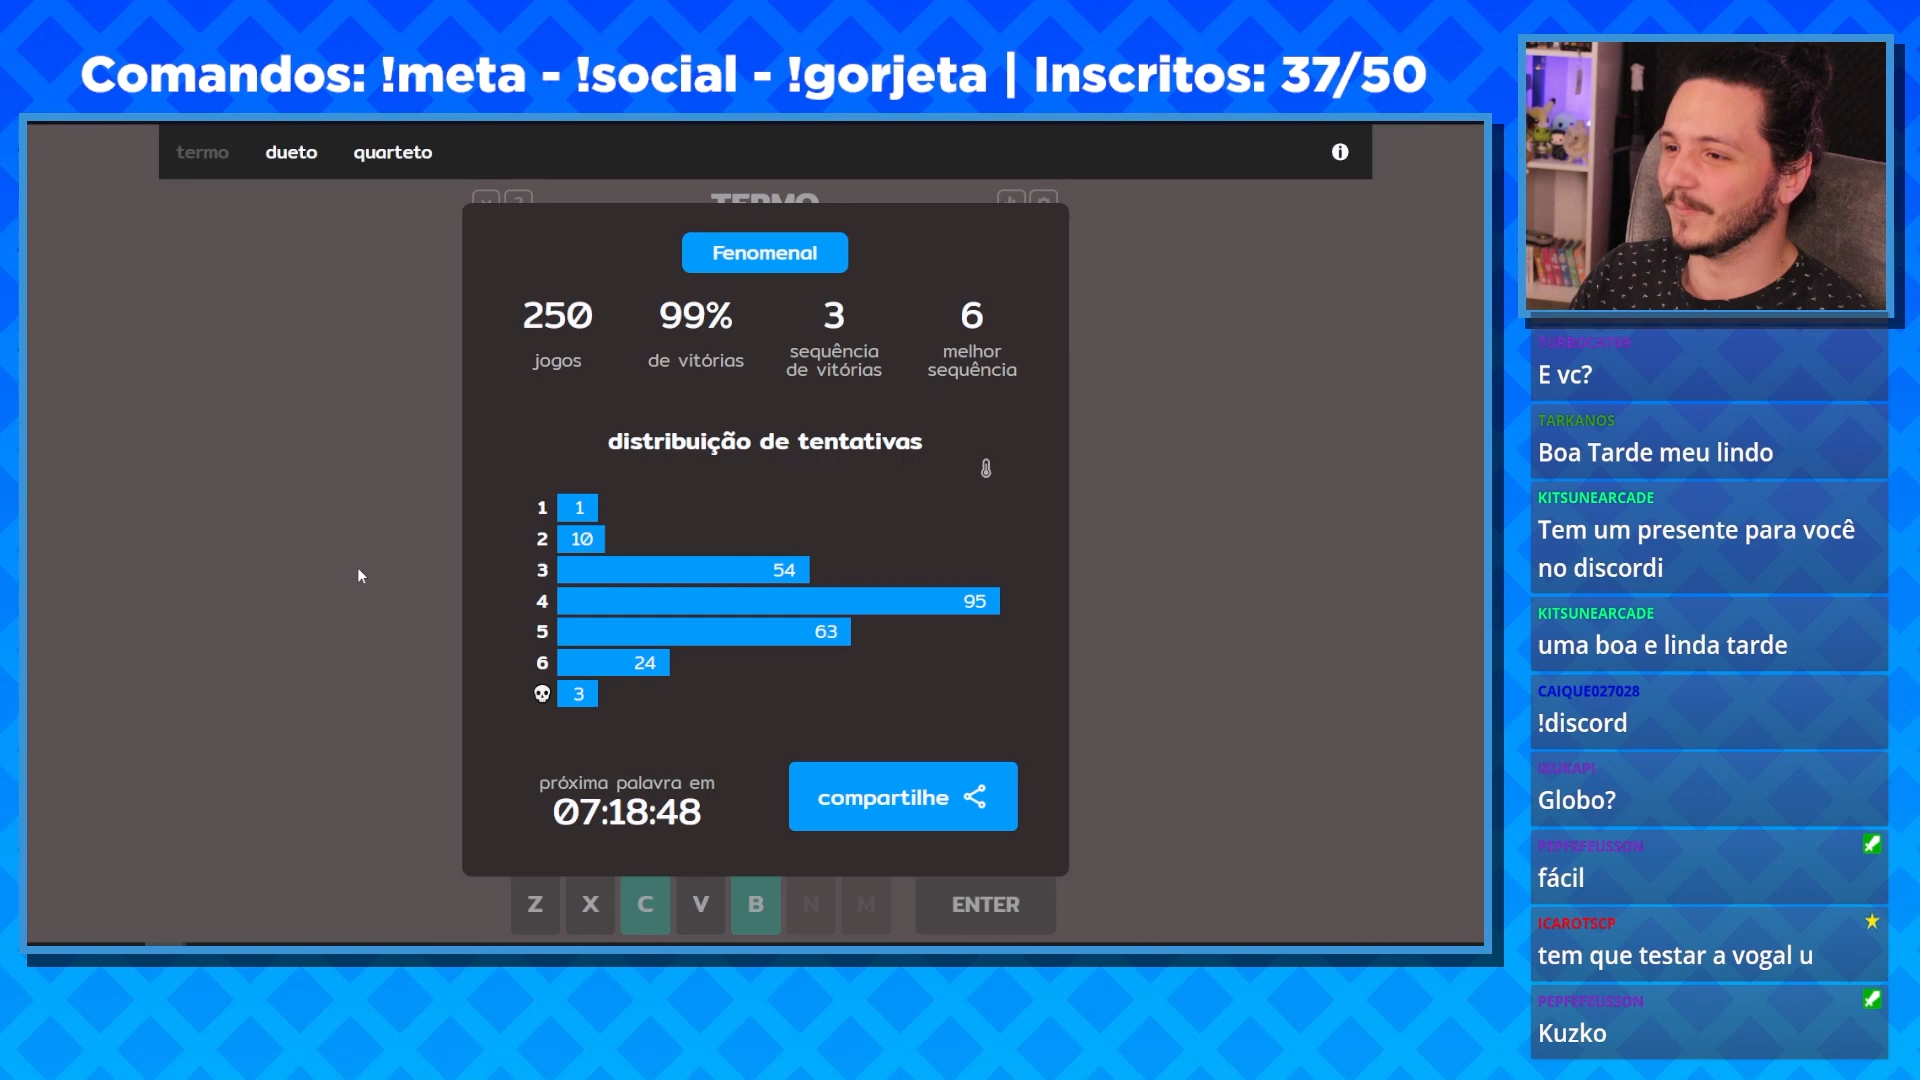 Comandos: !meta - !social - !gorjeta | Inscritos: 37/50
termo dueto quarteto
TERMO
Fenomenal
250 99% 3 6
jogos de vitórias sequência de vitórias melhor sequência
distribuição de tentativas
1 1
2 10
3 54
4 95
5 63
6 24
3
próxima palavra em
07:18:48
compartilhe
Z X C V B N M ENTER
E vc?
TARKANOS
Boa Tarde meu lindo
KITSUNEARCADE
Tem um presente para você
no discordi
KITSUNEARCADE
uma boa e linda tarde
CAIQUE027028
!discord
Globo?
fácil
ICAROTSCP
tem que testar a vogal u
Kuzko